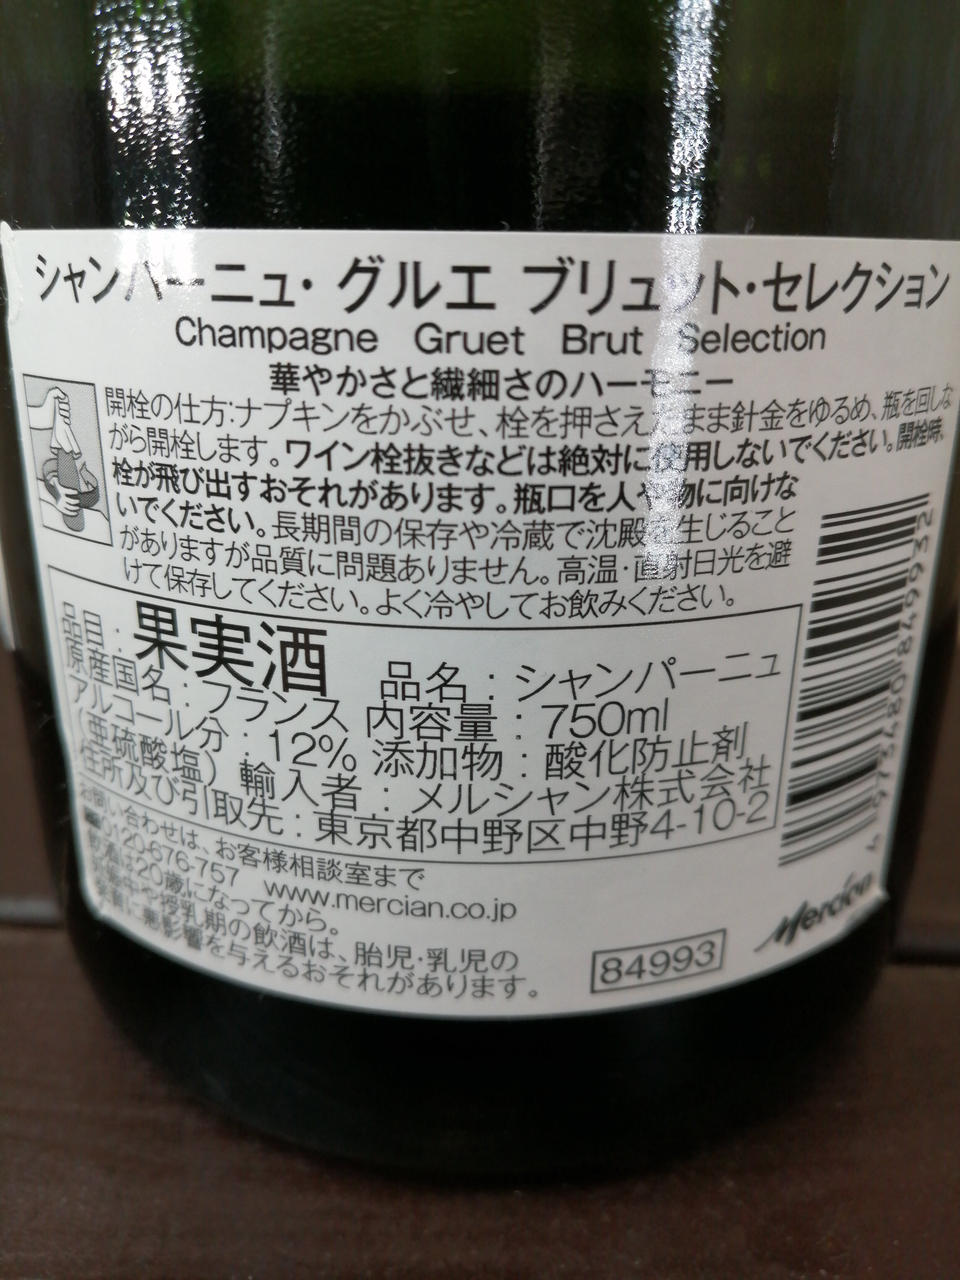 シャンパーニュ・グルエ ブリュット・セレクション
Champagne Gruet Brut Selection
華やかさと繊細さのハーモニー
開栓の仕方:ナプキンをかぶせ、栓を押さえたまま針金をゆるめ、瓶を回しな
がら開栓します。ワイン栓抜きなどは絶対に使用しないでください。開栓時、
栓が飛び出すおそれがあります。瓶口を人や物に向けな
いでください。長期間の保存や冷蔵で沈殿を生じること
がありますが品質に問題ありません。高温・直射日光を避
けて保存してください。よく冷やしてお飲みください。
品目:果実酒 品名:シャンパーニュ
原産国名:フランス 内容量:750ml
アルコール分:12% 添加物:酸化防止剤
(亜硫酸塩) 輸入者:メルシャン株式会社
住所及び引取先:東京都中野区中野4-10-2
お問い合わせは、お客様相談室まで
0120-676-757 www.mercian.co.jp
飲酒は20歳になってから。
妊娠中や授乳期の飲酒は、胎児・乳児の
発育に悪影響を与えるおそれがあります。
84993
Mercian